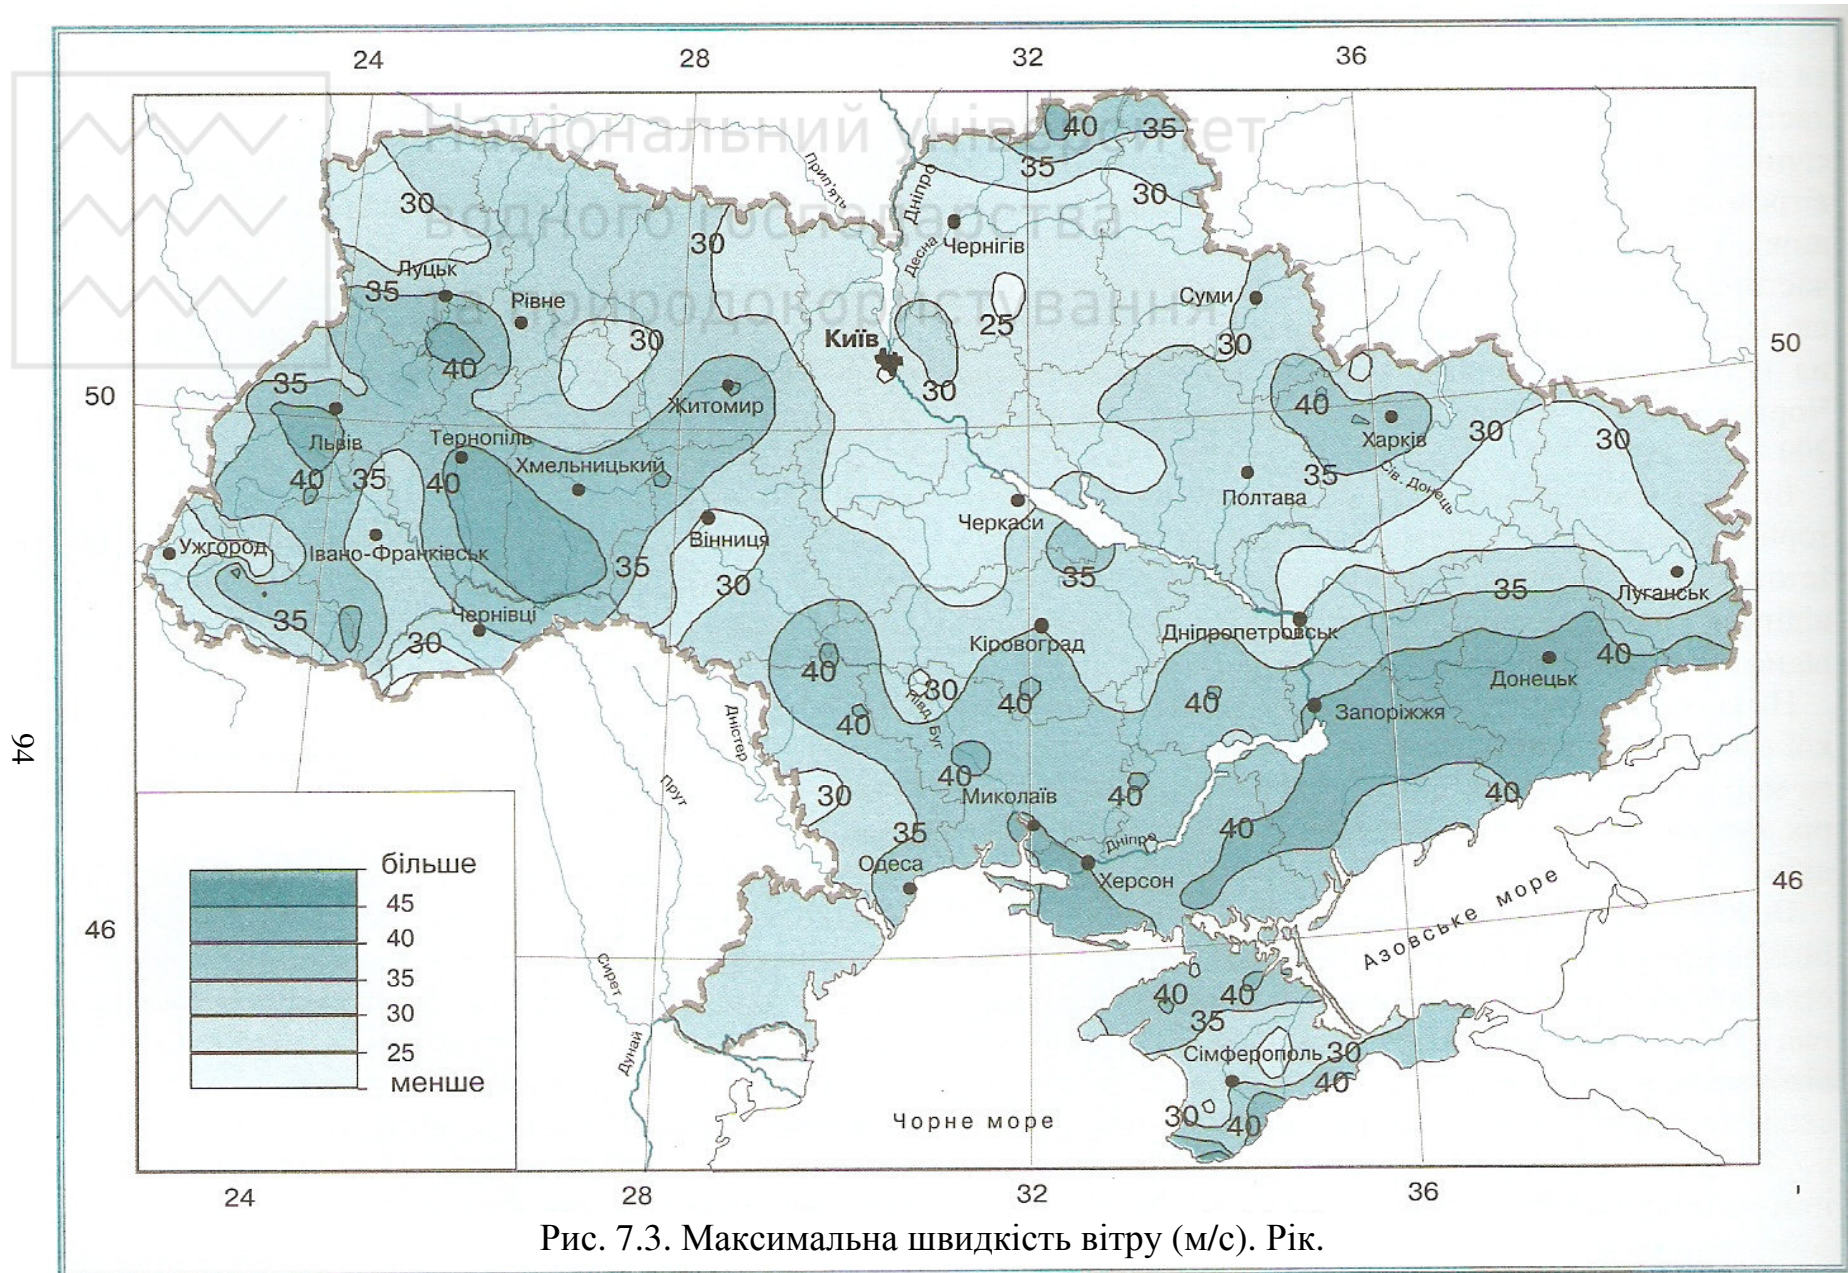 24 28 32 36
Національний університет
водного господарства
та природокористування
40 35
35
30
Прип'ять
Дніпро
Десна
Чернігів
30
30
Луцьк
35
Рівне
30
Київ
25
Суми
30
50
40
35
30
Житомир
40
Харків
30
30
50
Львів
Тернопіль
Хмельницький
40
35
40
35
Полтава
Сів. Донець
Черкаси
Вінниця
Ужгород
Івано-Франківськ
35
30
35
35
Луганськ
35
Чернівці
30
Кіровоград
Дніпропетровськ
40
Донецьк
40
30
40
40
Запоріжжя
Півд. Буг
Дністер
40
40
Прут
30
Миколаїв
40
40
40
35
Дніпро
Одеса
Херсон
46
46
Азовське море
Сирет
40
40
35
Сімферополь
30
40
30
40
Дунай
Чорне море
більше
45
40
35
30
25
менше
24 28 32 36
94
Рис. 7.3. Максимальна швидкість вітру (м/с). Рік.